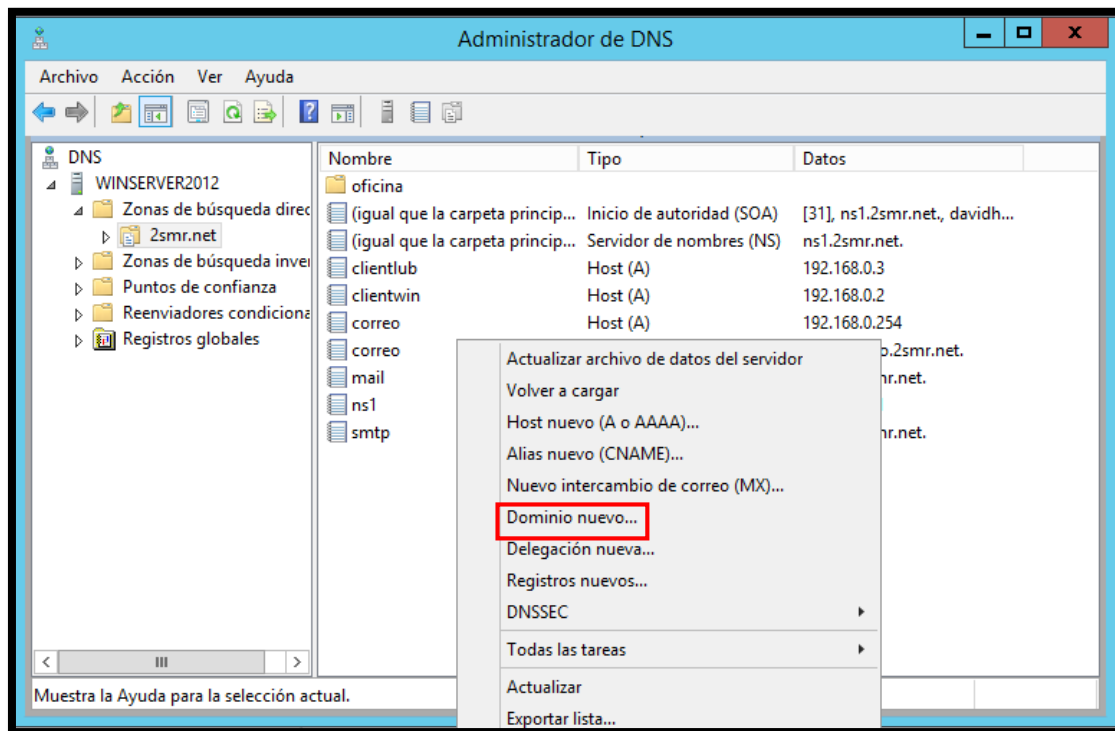 Administrador de DNS
Archivo Acción Ver Ayuda
DNS
WINSERVER2012
Zonas de búsqueda direc
2smr.net
Zonas de búsqueda inver
Puntos de confianza
Reenviadores condiciona
Registros globales
Nombre Tipo Datos
oficina
(igual que la carpeta princip... Inicio de autoridad (SOA) [31], ns1.2smr.net., davidh...
(igual que la carpeta princip... Servidor de nombres (NS) ns1.2smr.net.
clientlub Host (A) 192.168.0.3
clientwin Host (A) 192.168.0.2
correo Host (A) 192.168.0.254
correo o.2smr.net.
mail nr.net.
ns1
smtp nr.net.
Actualizar archivo de datos del servidor
Volver a cargar
Host nuevo (A o AAAA)...
Alias nuevo (CNAME)...
Nuevo intercambio de correo (MX)...
Dominio nuevo...
Delegación nueva...
Registros nuevos...
DNSSEC
Todas las tareas
Actualizar
Exportar lista...
Muestra la Ayuda para la selección actual.